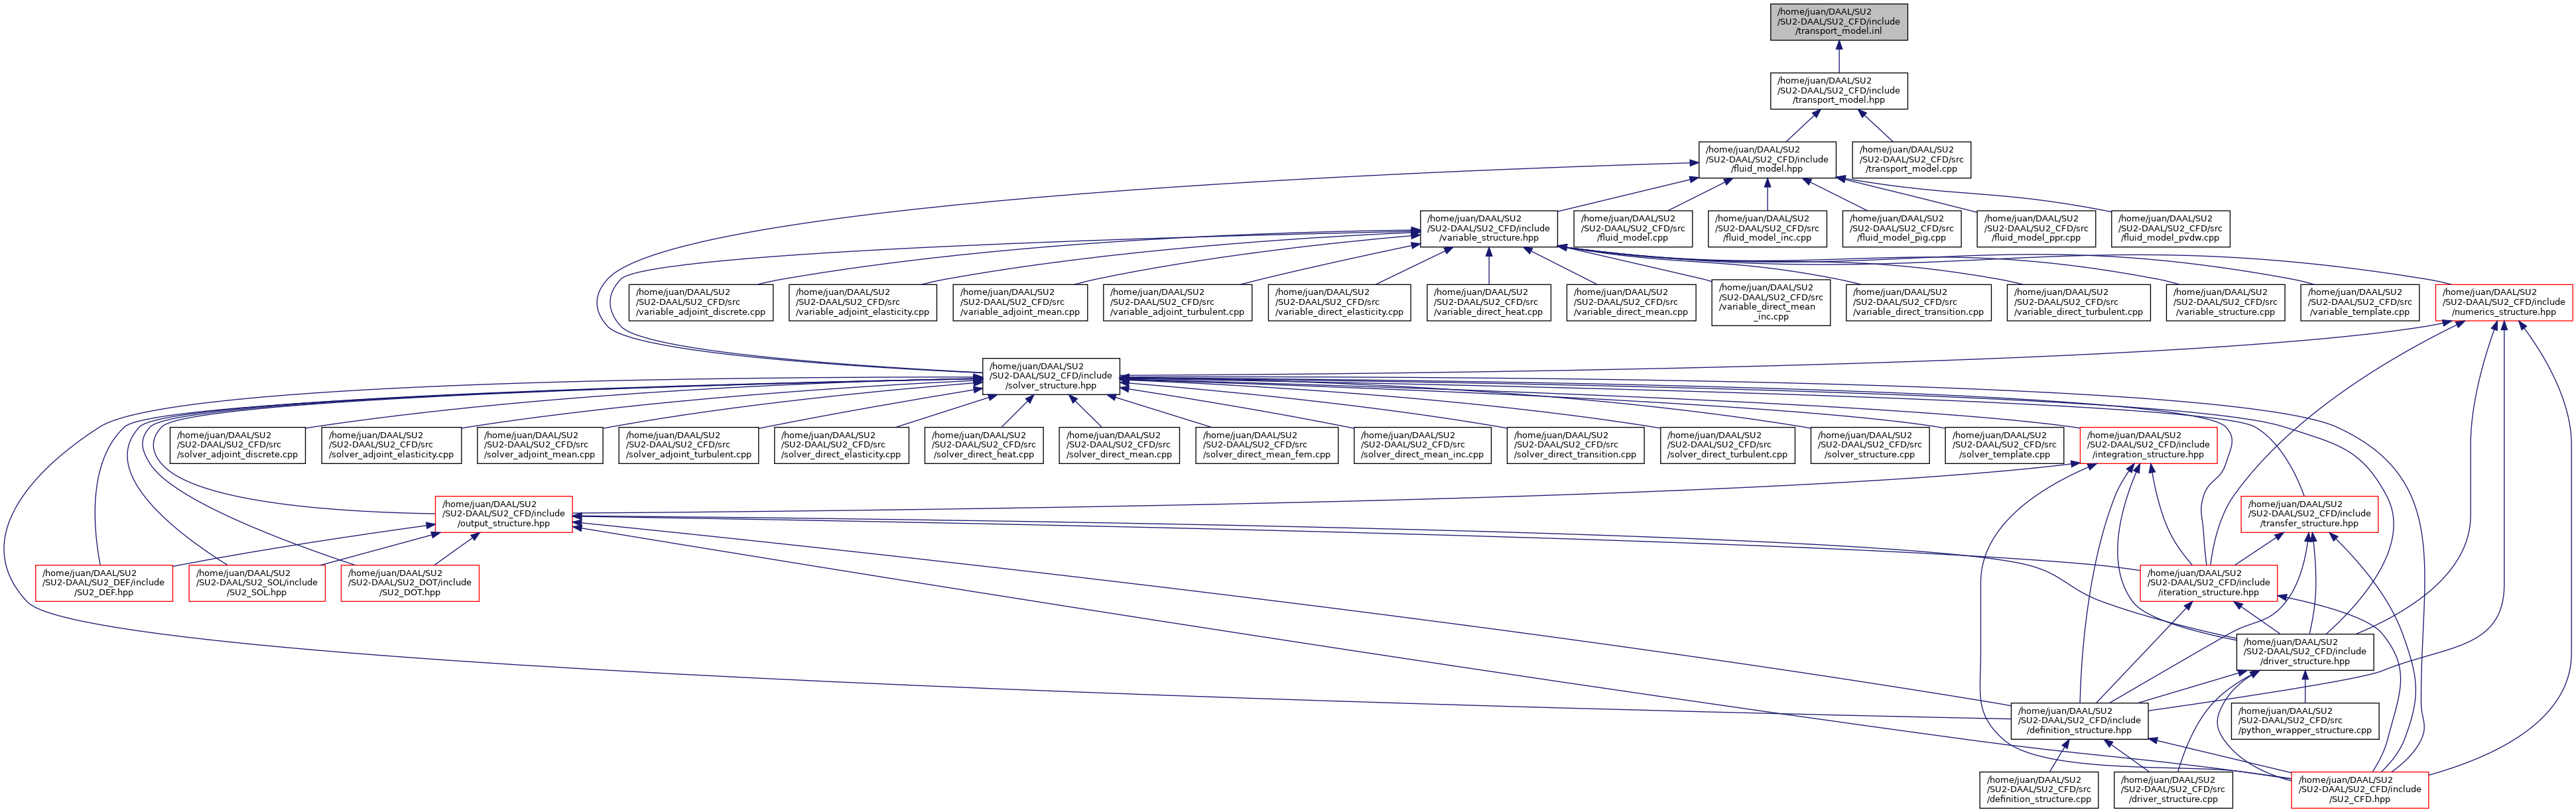 /home/juan/DAAL/SU2
/SU2-DAAL/SU2_CFD/include
/transport_model.inl
/home/juan/DAAL/SU2
/SU2-DAAL/SU2_CFD/include
/transport_model.hpp
/home/juan/DAAL/SU2
/SU2-DAAL/SU2_CFD/include
/fluid_model.hpp
/home/juan/DAAL/SU2
/SU2-DAAL/SU2_CFD/src
/transport_model.cpp
/home/juan/DAAL/SU2
/SU2-DAAL/SU2_CFD/include
/variable_structure.hpp
/home/juan/DAAL/SU2
/SU2-DAAL/SU2_CFD/src
/fluid_model.cpp
/home/juan/DAAL/SU2
/SU2-DAAL/SU2_CFD/src
/fluid_model_inc.cpp
/home/juan/DAAL/SU2
/SU2-DAAL/SU2_CFD/src
/fluid_model_pig.cpp
/home/juan/DAAL/SU2
/SU2-DAAL/SU2_CFD/src
/fluid_model_ppr.cpp
/home/juan/DAAL/SU2
/SU2-DAAL/SU2_CFD/src
/fluid_model_pvdw.cpp
/home/juan/DAAL/SU2
/SU2-DAAL/SU2_CFD/src
/variable_adjoint_discrete.cpp
/home/juan/DAAL/SU2
/SU2-DAAL/SU2_CFD/src
/variable_adjoint_elasticity.cpp
/home/juan/DAAL/SU2
/SU2-DAAL/SU2_CFD/src
/variable_adjoint_mean.cpp
/home/juan/DAAL/SU2
/SU2-DAAL/SU2_CFD/src
/variable_adjoint_turbulent.cpp
/home/juan/DAAL/SU2
/SU2-DAAL/SU2_CFD/src
/variable_direct_elasticity.cpp
/home/juan/DAAL/SU2
/SU2-DAAL/SU2_CFD/src
/variable_direct_heat.cpp
/home/juan/DAAL/SU2
/SU2-DAAL/SU2_CFD/src
/variable_direct_mean.cpp
/home/juan/DAAL/SU2
/SU2-DAAL/SU2_CFD/src
/variable_direct_mean
_inc.cpp
/home/juan/DAAL/SU2
/SU2-DAAL/SU2_CFD/src
/variable_direct_transition.cpp
/home/juan/DAAL/SU2
/SU2-DAAL/SU2_CFD/src
/variable_direct_turbulent.cpp
/home/juan/DAAL/SU2
/SU2-DAAL/SU2_CFD/src
/variable_structure.cpp
/home/juan/DAAL/SU2
/SU2-DAAL/SU2_CFD/src
/variable_template.cpp
/home/juan/DAAL/SU2
/SU2-DAAL/SU2_CFD/include
/numerics_structure.hpp
/home/juan/DAAL/SU2
/SU2-DAAL/SU2_CFD/include
/solver_structure.hpp
/home/juan/DAAL/SU2
/SU2-DAAL/SU2_CFD/src
/solver_adjoint_discrete.cpp
/home/juan/DAAL/SU2
/SU2-DAAL/SU2_CFD/src
/solver_adjoint_elasticity.cpp
/home/juan/DAAL/SU2
/SU2-DAAL/SU2_CFD/src
/solver_adjoint_mean.cpp
/home/juan/DAAL/SU2
/SU2-DAAL/SU2_CFD/src
/solver_adjoint_turbulent.cpp
/home/juan/DAAL/SU2
/SU2-DAAL/SU2_CFD/src
/solver_direct_elasticity.cpp
/home/juan/DAAL/SU2
/SU2-DAAL/SU2_CFD/src
/solver_direct_heat.cpp
/home/juan/DAAL/SU2
/SU2-DAAL/SU2_CFD/src
/solver_direct_mean.cpp
/home/juan/DAAL/SU2
/SU2-DAAL/SU2_CFD/src
/solver_direct_mean_fem.cpp
/home/juan/DAAL/SU2
/SU2-DAAL/SU2_CFD/src
/solver_direct_mean_inc.cpp
/home/juan/DAAL/SU2
/SU2-DAAL/SU2_CFD/src
/solver_direct_transition.cpp
/home/juan/DAAL/SU2
/SU2-DAAL/SU2_CFD/src
/solver_direct_turbulent.cpp
/home/juan/DAAL/SU2
/SU2-DAAL/SU2_CFD/src
/solver_structure.cpp
/home/juan/DAAL/SU2
/SU2-DAAL/SU2_CFD/src
/solver_template.cpp
/home/juan/DAAL/SU2
/SU2-DAAL/SU2_CFD/include
/integration_structure.hpp
/home/juan/DAAL/SU2
/SU2-DAAL/SU2_CFD/include
/output_structure.hpp
/home/juan/DAAL/SU2
/SU2-DAAL/SU2_CFD/include
/transfer_structure.hpp
/home/juan/DAAL/SU2
/SU2-DAAL/SU2_DEF/include
/SU2_DEF.hpp
/home/juan/DAAL/SU2
/SU2-DAAL/SU2_SOL/include
/SU2_SOL.hpp
/home/juan/DAAL/SU2
/SU2-DAAL/SU2_DOT/include
/SU2_DOT.hpp
/home/juan/DAAL/SU2
/SU2-DAAL/SU2_CFD/include
/iteration_structure.hpp
/home/juan/DAAL/SU2
/SU2-DAAL/SU2_CFD/include
/driver_structure.hpp
/home/juan/DAAL/SU2
/SU2-DAAL/SU2_CFD/include
/definition_structure.hpp
/home/juan/DAAL/SU2
/SU2-DAAL/SU2_CFD/src
/python_wrapper_structure.cpp
/home/juan/DAAL/SU2
/SU2-DAAL/SU2_CFD/src
/definition_structure.cpp
/home/juan/DAAL/SU2
/SU2-DAAL/SU2_CFD/src
/driver_structure.cpp
/home/juan/DAAL/SU2
/SU2-DAAL/SU2_CFD/include
/SU2_CFD.hpp